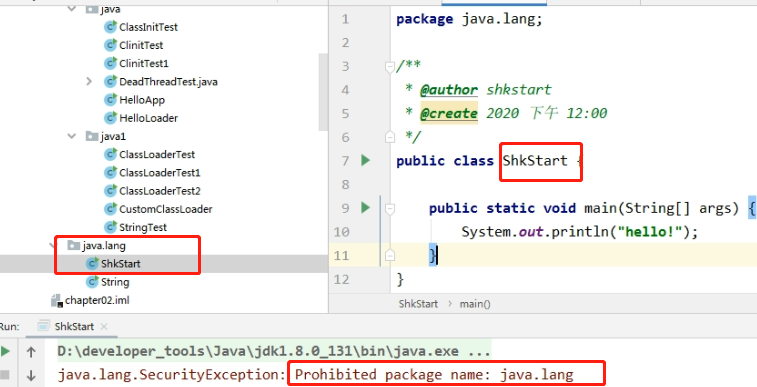 java
ClassInitTest
ClinitTest
ClinitTest1
DeadThreadTest.java
HelloApp
HelloLoader
java1
ClassLoaderTest
ClassLoaderTest1
ClassLoaderTest2
CustomClassLoader
StringTest
java.lang
ShkStart
String
chapter02.iml
1 package java.lang;
2
3 /**
4 * @author shkstart
5 * @create 2020 下午 12:00
6 */
7 public class ShkStart {
8
9 public static void main(String[] args) {
10 System.out.println("hello!");
11 }
12 }
ShkStart › main()
Run: ShkStart ×
D:\developer_tools\Java\jdk1.8.0_131\bin\java.exe ...
java.lang.SecurityException: Prohibited package name: java.lang